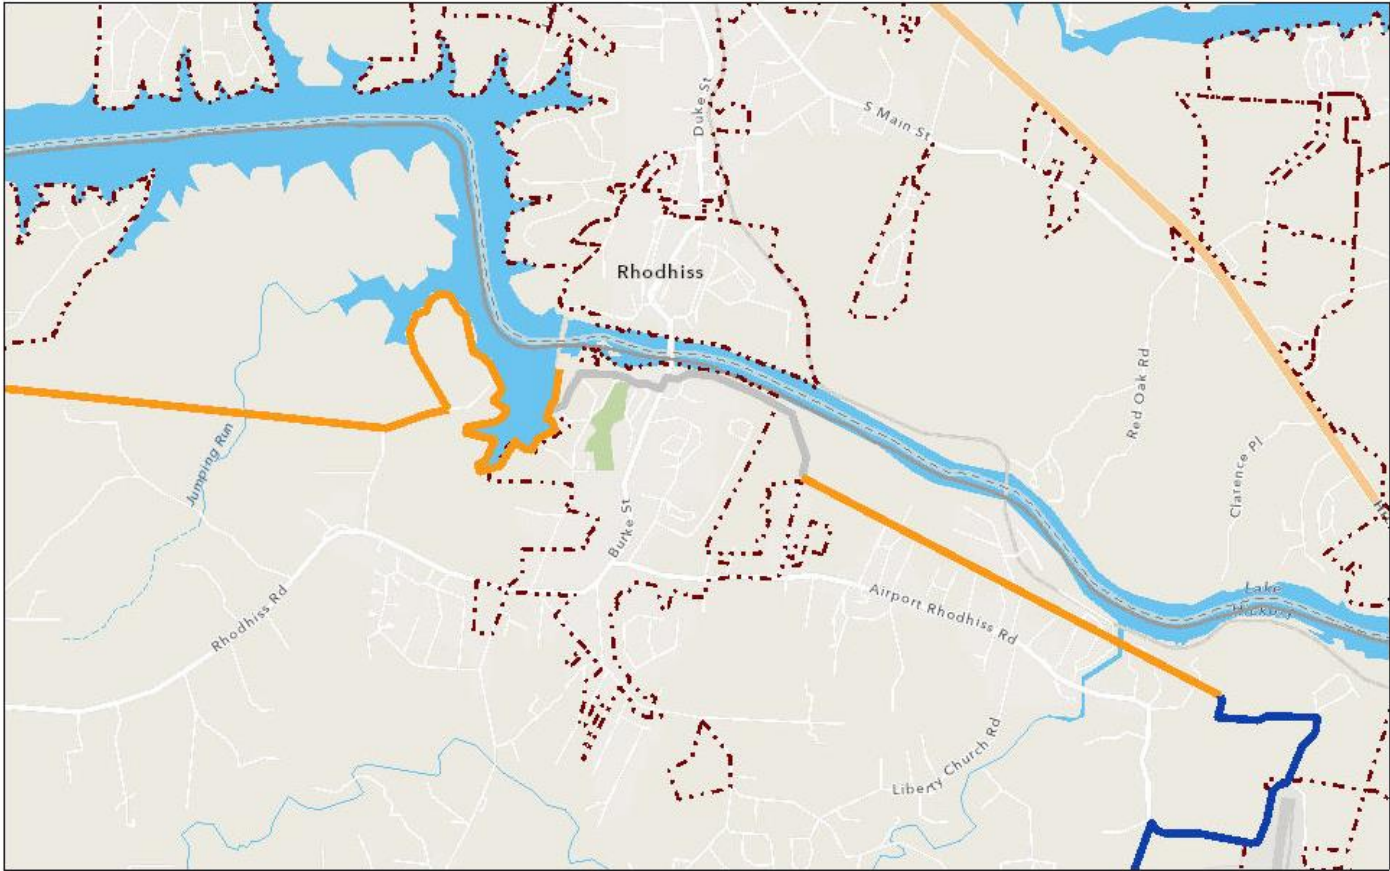 Duke St
S Main St
Rhodhiss
Red Oak Rd
Clarence Pl
Jumping Run
Burke St
Lake
Hickory
Rhodhiss Rd
Airport Rhodhiss Rd
Liberty Church Rd